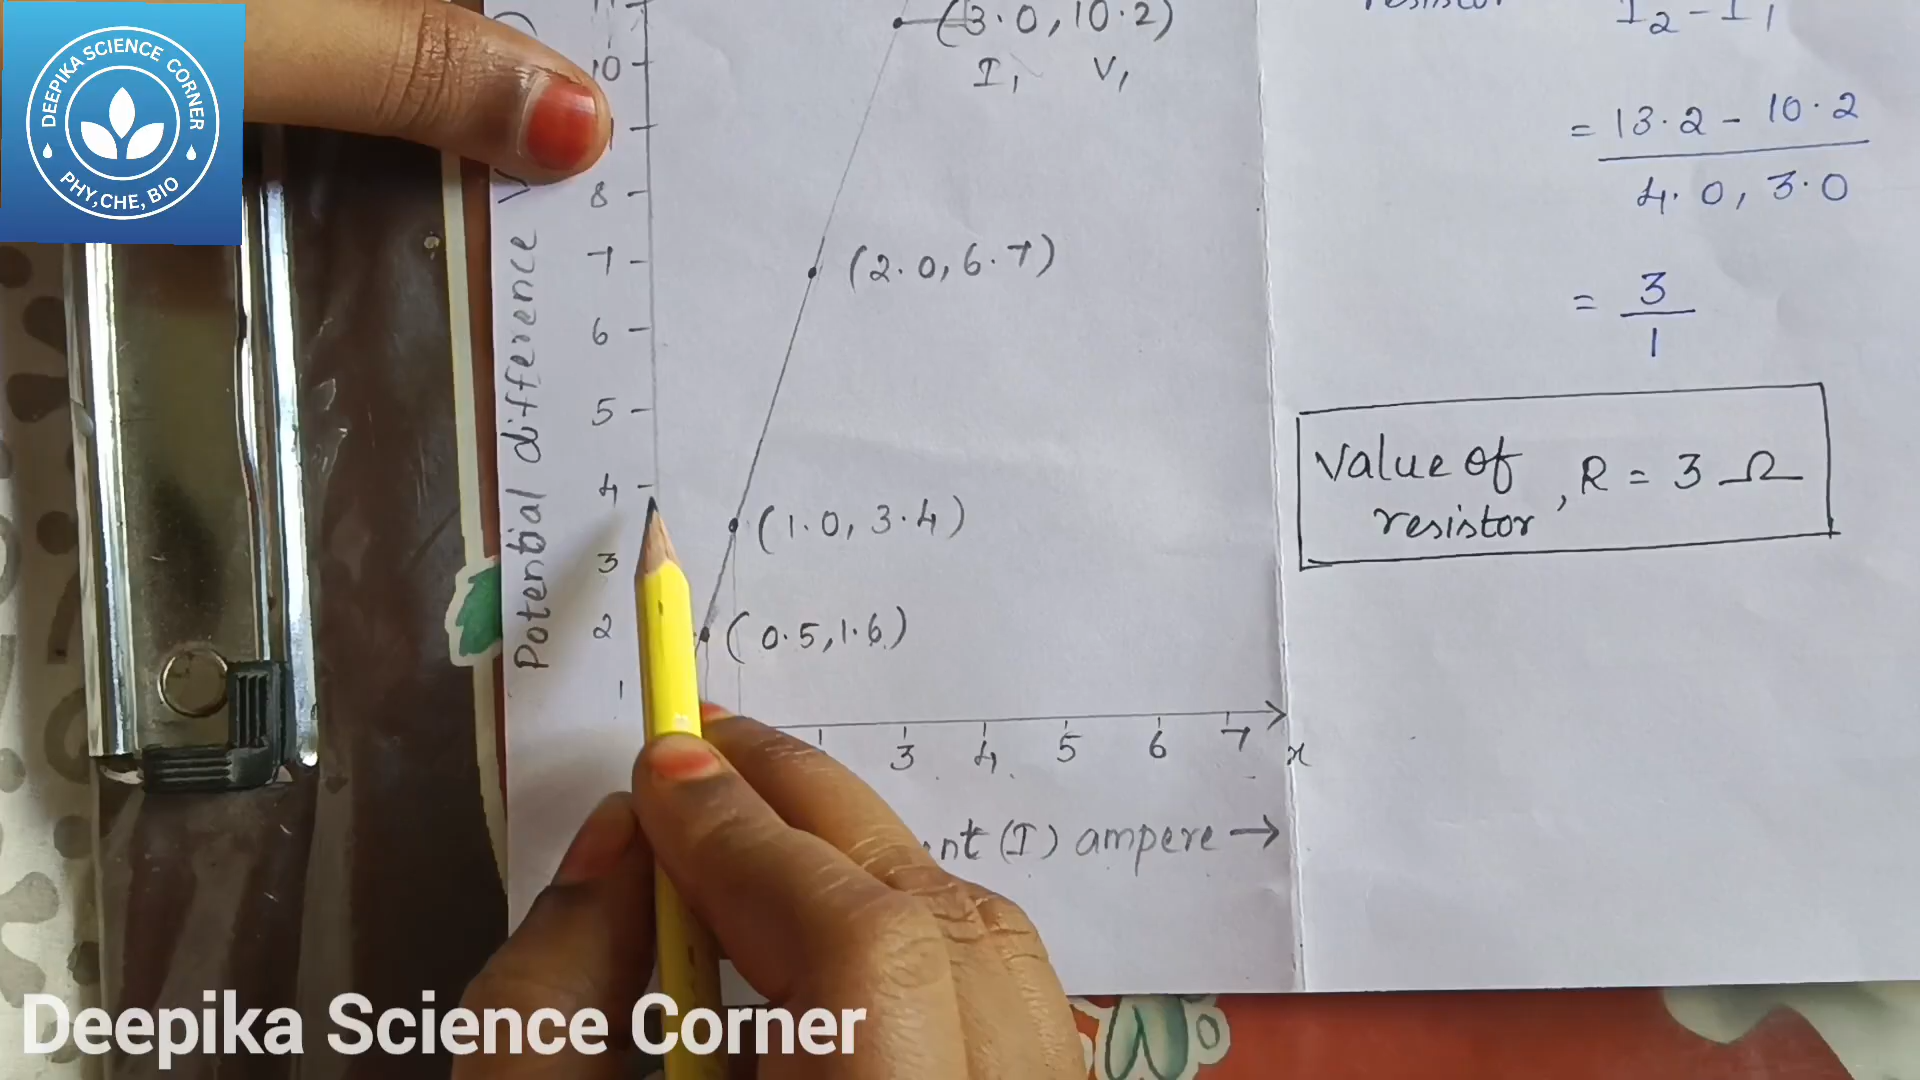 DEEPIKA SCIENCE CORNER
PHY,CHE, BIO
Potential difference
10
8
7
6
5
4
3
2
1
(3.0,10.2)
I₁ V₁
(2.0,6.7)
(1.0, 3.4)
(0.5,1.6)
3 4 5 6 7 x
(I) ampere →
I₂ - I₁
= 13.2 - 10.2
4.0, 3.0
= 3
1
Value of
resistor , R = 3 Ω
Deepika Science Corner